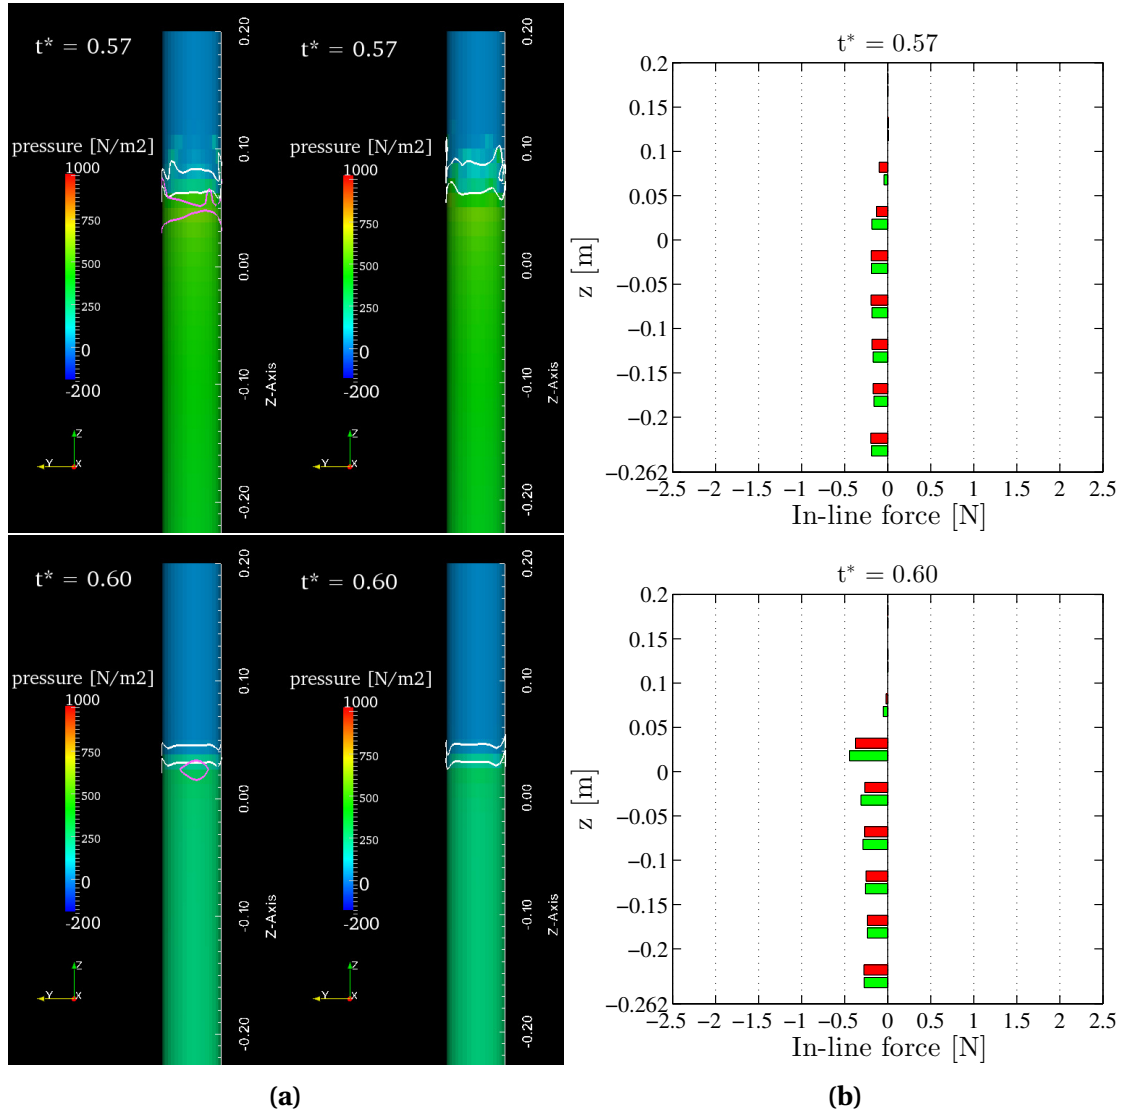 t* = 0.57
t* = 0.57
pressure [N/m2]
1000
750
500
250
0
-200
pressure [N/m2]
1000
750
500
250
0
-200
0.20
0.10
0.00
-0.10
-0.20
Z-Axis
0.20
0.10
0.00
-0.10
-0.20
Z-Axis
Z
Y
X
Z
Y
X
t* = 0.57
0.2
0.15
0.1
0.05
0
−0.05
−0.1
−0.15
−0.2
-0.262
z [m]
−2.5 −2 −1.5 −1 −0.5 0 0.5 1 1.5 2 2.5
In-line force [N]
t* = 0.60
t* = 0.60
pressure [N/m2]
1000
750
500
250
0
-200
pressure [N/m2]
1000
750
500
250
0
-200
0.20
0.10
0.00
-0.10
-0.20
Z-Axis
0.20
0.10
0.00
-0.10
-0.20
Z-Axis
Z
Y
X
Z
Y
X
t* = 0.60
0.2
0.15
0.1
0.05
0
−0.05
−0.1
−0.15
−0.2
-0.262
z [m]
−2.5 −2 −1.5 −1 −0.5 0 0.5 1 1.5 2 2.5
In-line force [N]
(a)
(b)